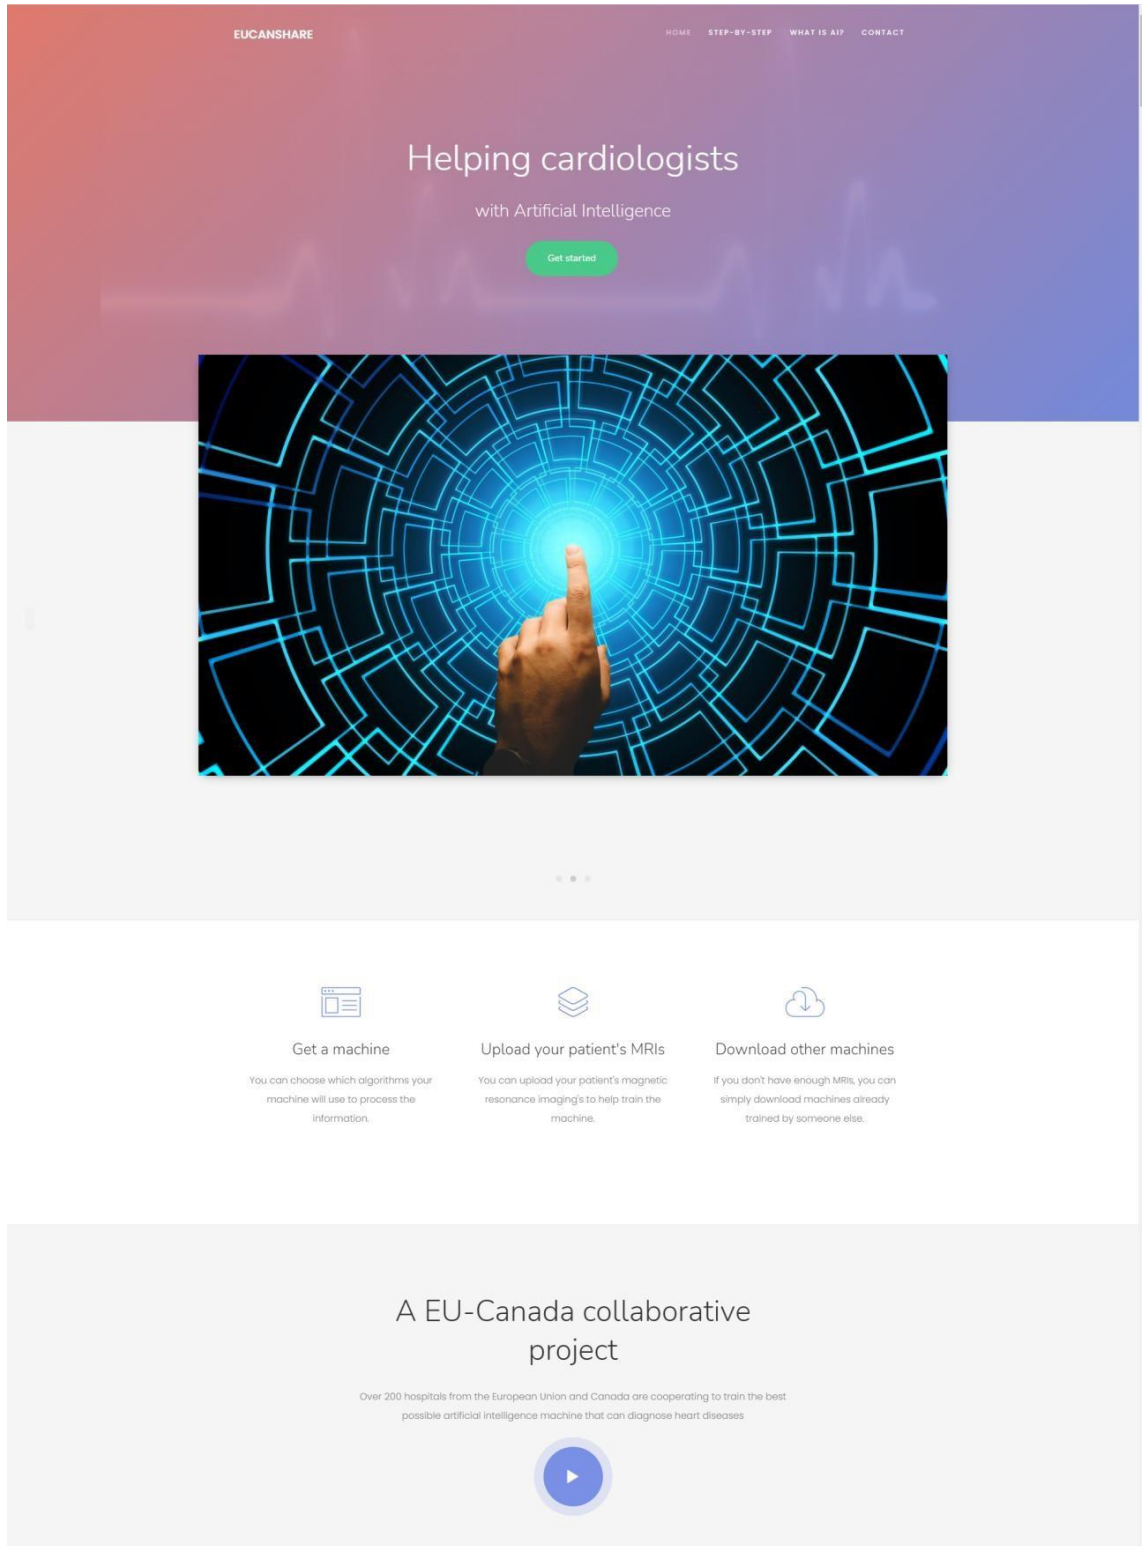 EUCANSHARE
HOME STEP-BY-STEP WHAT IS AI? CONTACT
Helping cardiologists
with Artificial Intelligence
Get started
Get a machine
You can choose which algorithms your
machine will use to process the
information.
Upload your patient's MRIs
You can upload your patient's magnetic
resonance imaging's to help train the
machine.
Download other machines
If you don't have enough MRIs, you can
simply download machines already
trained by someone else.
A EU-Canada collaborative
project
Over 200 hospitals from the European Union and Canada are cooperating to train the best
possible artificial intelligence machine that can diagnose heart diseases